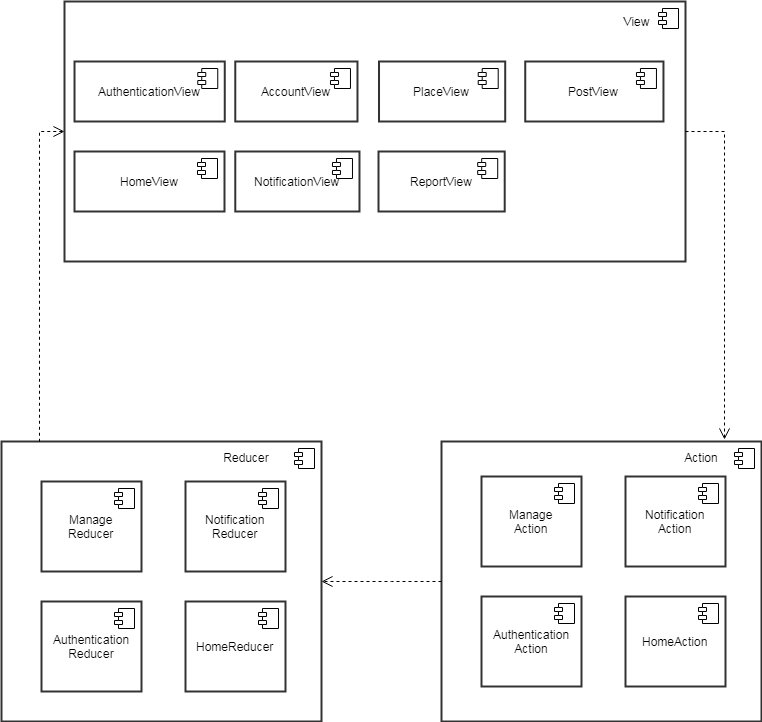 View
AuthenticationView
AccountView
PlaceView
PostView
HomeView
NotificationView
ReportView
Reducer
Manage
Reducer
Notification
Reducer
Authentication
Reducer
HomeReducer
Action
Manage
Action
Notification
Action
Authentication
Action
HomeAction